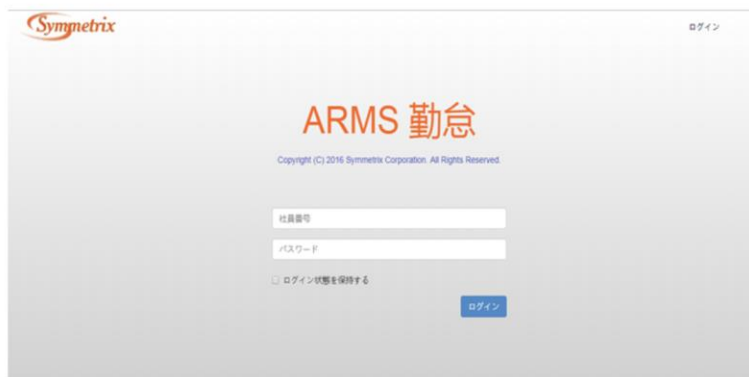 Symmetrix
ログイン
ARMS 勤怠
Copyright (C) 2016 Symmetrix Corporation. All Rights Reserved.
社員番号
パスワード
ログイン状態を保持する
ログイン